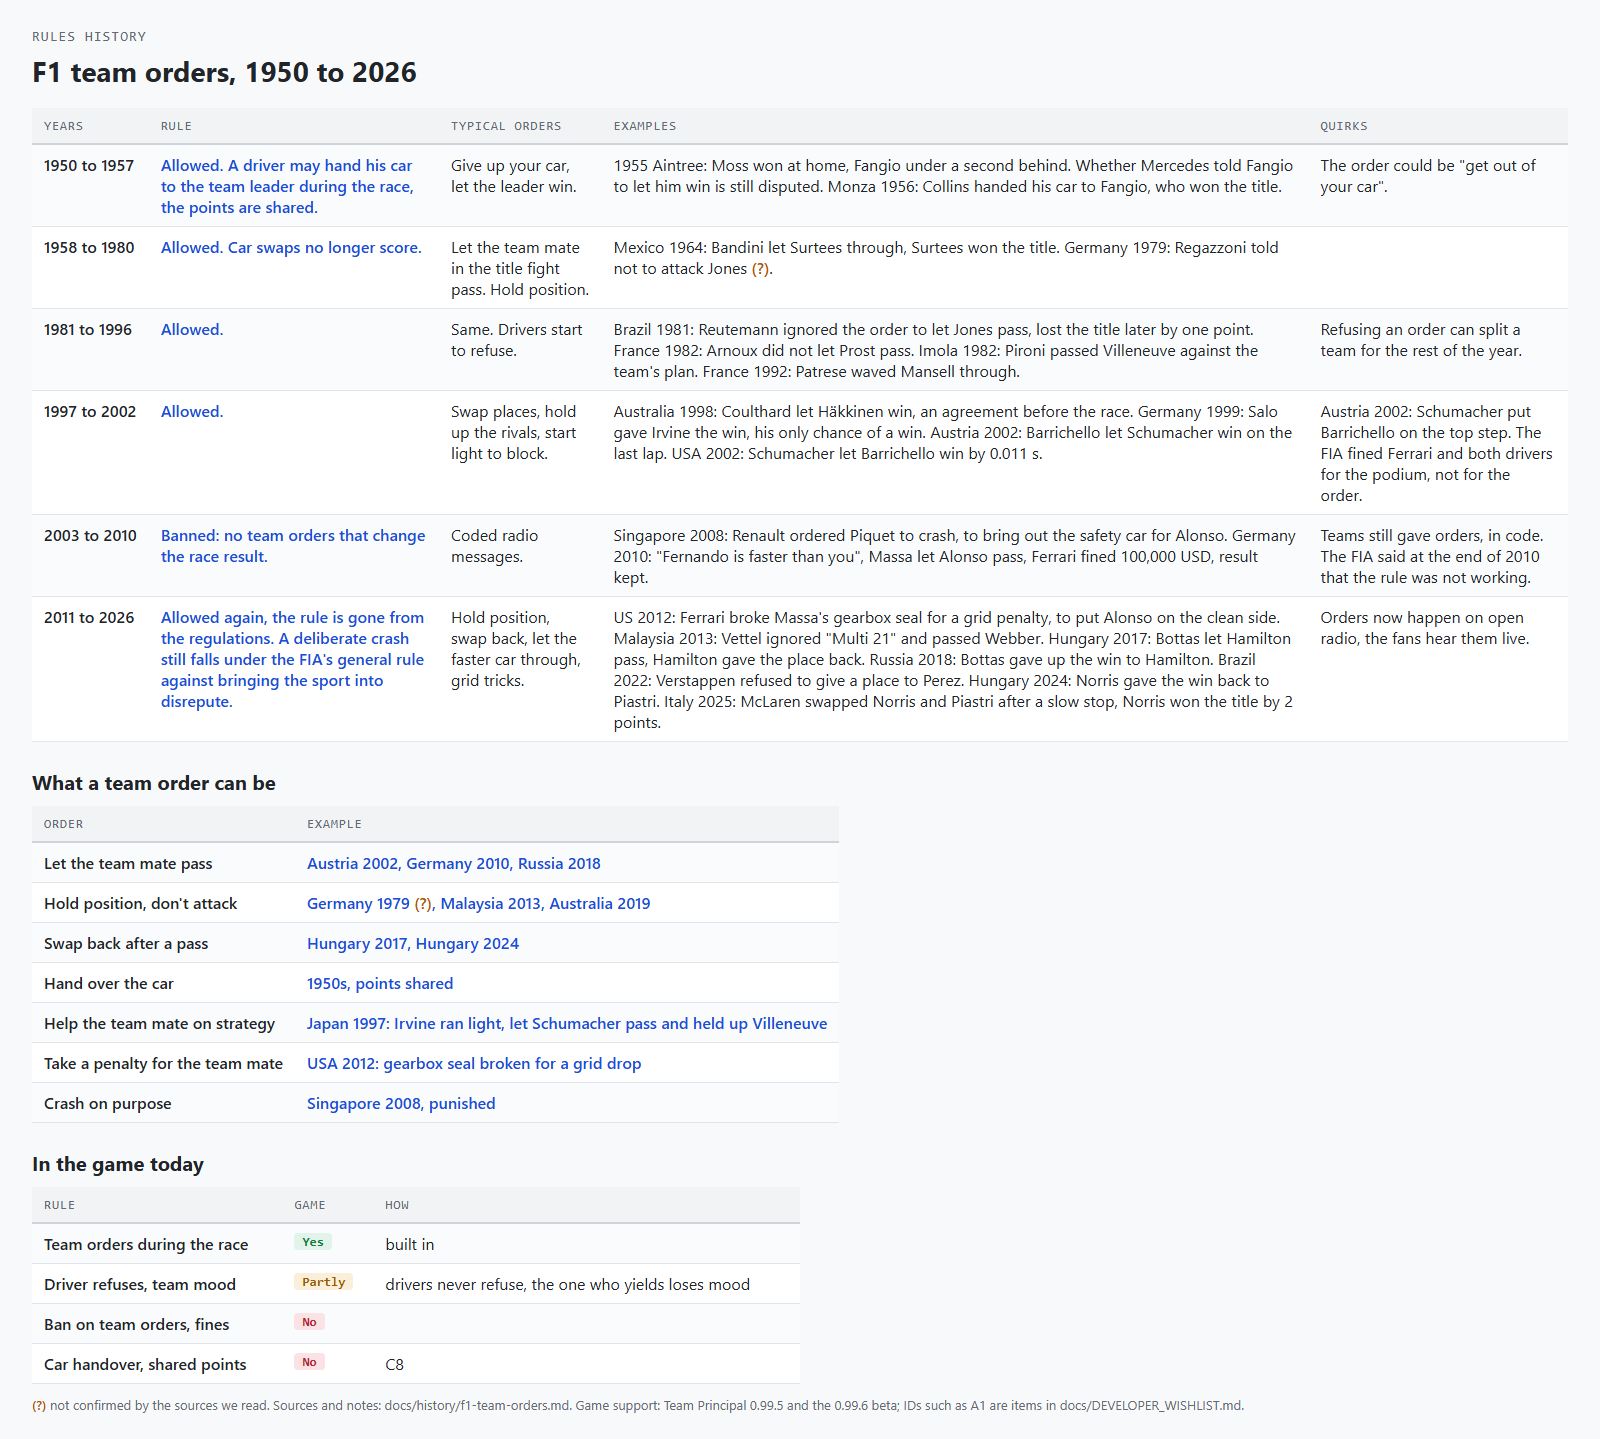 RULES HISTORY
F1 team orders, 1950 to 2026
YEARS RULE TYPICAL ORDERS EXAMPLES QUIRKS
1950 to 1957
Allowed. A driver may hand his car
to the team leader during the race,
the points are shared.
Give up your car,
let the leader win.
1955 Aintree: Moss won at home, Fangio under a second behind. Whether Mercedes told Fangio
to let him win is still disputed. Monza 1956: Collins handed his car to Fangio, who won the title.
The order could be "get out of
your car".
1958 to 1980
Allowed. Car swaps no longer score.
Let the team mate
in the title fight
pass. Hold position.
Mexico 1964: Bandini let Surtees through, Surtees won the title. Germany 1979: Regazzoni told
not to attack Jones (?).
1981 to 1996
Allowed.
Same. Drivers start
to refuse.
Brazil 1981: Reutemann ignored the order to let Jones pass, lost the title later by one point.
France 1982: Arnoux did not let Prost pass. Imola 1982: Pironi passed Villeneuve against the
team's plan. France 1992: Patrese waved Mansell through.
Refusing an order can split a
team for the rest of the year.
1997 to 2002
Allowed.
Swap places, hold
up the rivals, start
light to block.
Australia 1998: Coulthard let Häkkinen win, an agreement before the race. Germany 1999: Salo
gave Irvine the win, his only chance of a win. Austria 2002: Barrichello let Schumacher win on the
last lap. USA 2002: Schumacher let Barrichello win by 0.011 s.
Austria 2002: Schumacher put
Barrichello on the top step. The
FIA fined Ferrari and both drivers
for the podium, not for the
order.
2003 to 2010
Banned: no team orders that change
the race result.
Coded radio
messages.
Singapore 2008: Renault ordered Piquet to crash, to bring out the safety car for Alonso. Germany
2010: "Fernando is faster than you", Massa let Alonso pass, Ferrari fined 100,000 USD, result
kept.
Teams still gave orders, in code.
The FIA said at the end of 2010
that the rule was not working.
2011 to 2026
Allowed again, the rule is gone from
the regulations. A deliberate crash
still falls under the FIA's general rule
against bringing the sport into
disrepute.
Hold position,
swap back, let the
faster car through,
grid tricks.
US 2012: Ferrari broke Massa's gearbox seal for a grid penalty, to put Alonso on the clean side.
Malaysia 2013: Vettel ignored "Multi 21" and passed Webber. Hungary 2017: Bottas let Hamilton
pass, Hamilton gave the place back. Russia 2018: Bottas gave up the win to Hamilton. Brazil
2022: Verstappen refused to give a place to Perez. Hungary 2024: Norris gave the win back to
Piastri. Italy 2025: McLaren swapped Norris and Piastri after a slow stop, Norris won the title by 2
points.
Orders now happen on open
radio, the fans hear them live.
What a team order can be
ORDER EXAMPLE
Let the team mate pass Austria 2002, Germany 2010, Russia 2018
Hold position, don't attack Germany 1979 (?), Malaysia 2013, Australia 2019
Swap back after a pass Hungary 2017, Hungary 2024
Hand over the car 1950s, points shared
Help the team mate on strategy Japan 1997: Irvine ran light, let Schumacher pass and held up Villeneuve
Take a penalty for the team mate USA 2012: gearbox seal broken for a grid drop
Crash on purpose Singapore 2008, punished
In the game today
RULE GAME HOW
Team orders during the race Yes built in
Driver refuses, team mood Partly drivers never refuse, the one who yields loses mood
Ban on team orders, fines No
Car handover, shared points No C8
(?) not confirmed by the sources we read. Sources and notes: docs/history/f1-team-orders.md. Game support: Team Principal 0.99.5 and the 0.99.6 beta; IDs such as A1 are items in docs/DEVELOPER_WISHLIST.md.